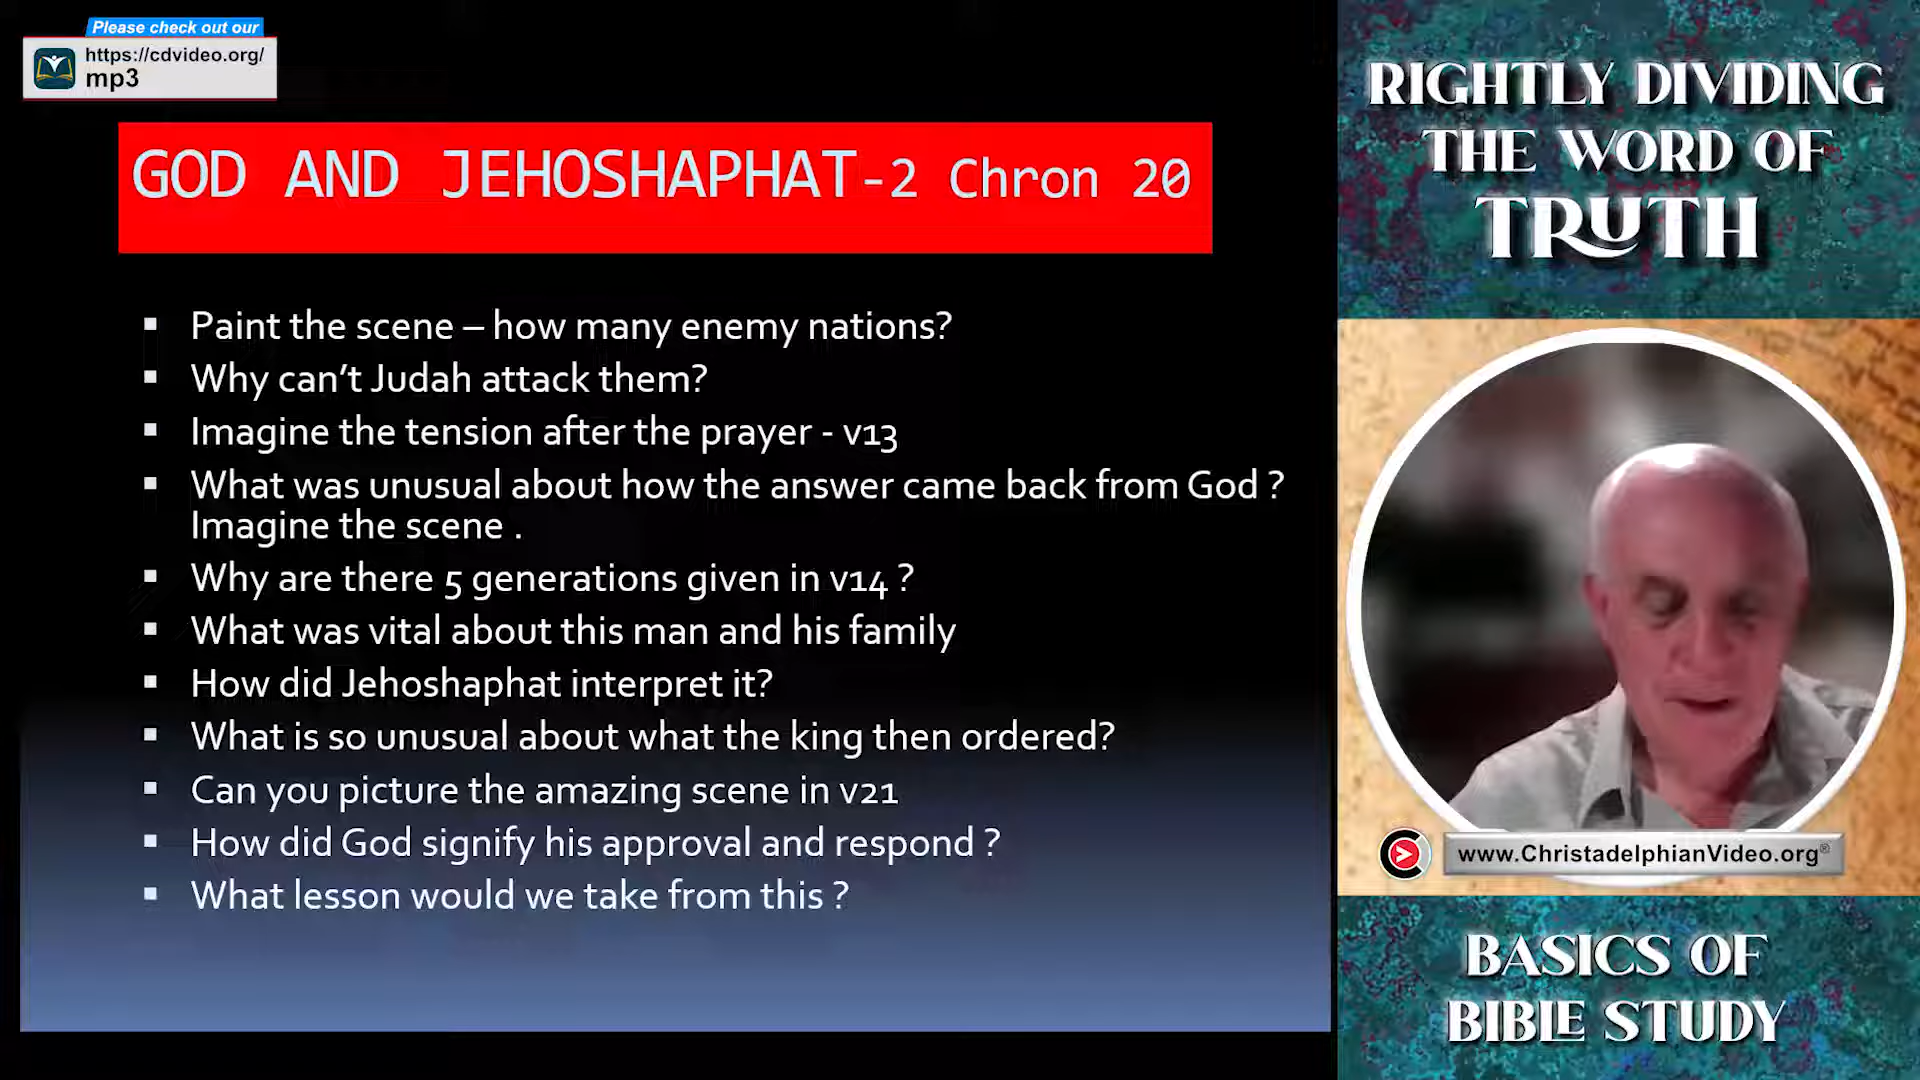 Please check out our
https://cdvideo.org/
mp3
GOD AND JEHOSHAPHAT-2 Chron 20
▪ Paint the scene – how many enemy nations?
▪ Why can’t Judah attack them?
▪ Imagine the tension after the prayer - v13
▪ What was unusual about how the answer came back from God ?
Imagine the scene .
▪ Why are there 5 generations given in v14 ?
▪ What was vital about this man and his family
▪ How did Jehoshaphat interpret it?
▪ What is so unusual about what the king then ordered?
▪ Can you picture the amazing scene in v21
▪ How did God signify his approval and respond ?
▪ What lesson would we take from this ?
RIGHTLY DIVIDING
THE WORD OF
TRUTH
www.ChristadelphianVideo.org®
BASICS OF
BIBLE STUDY